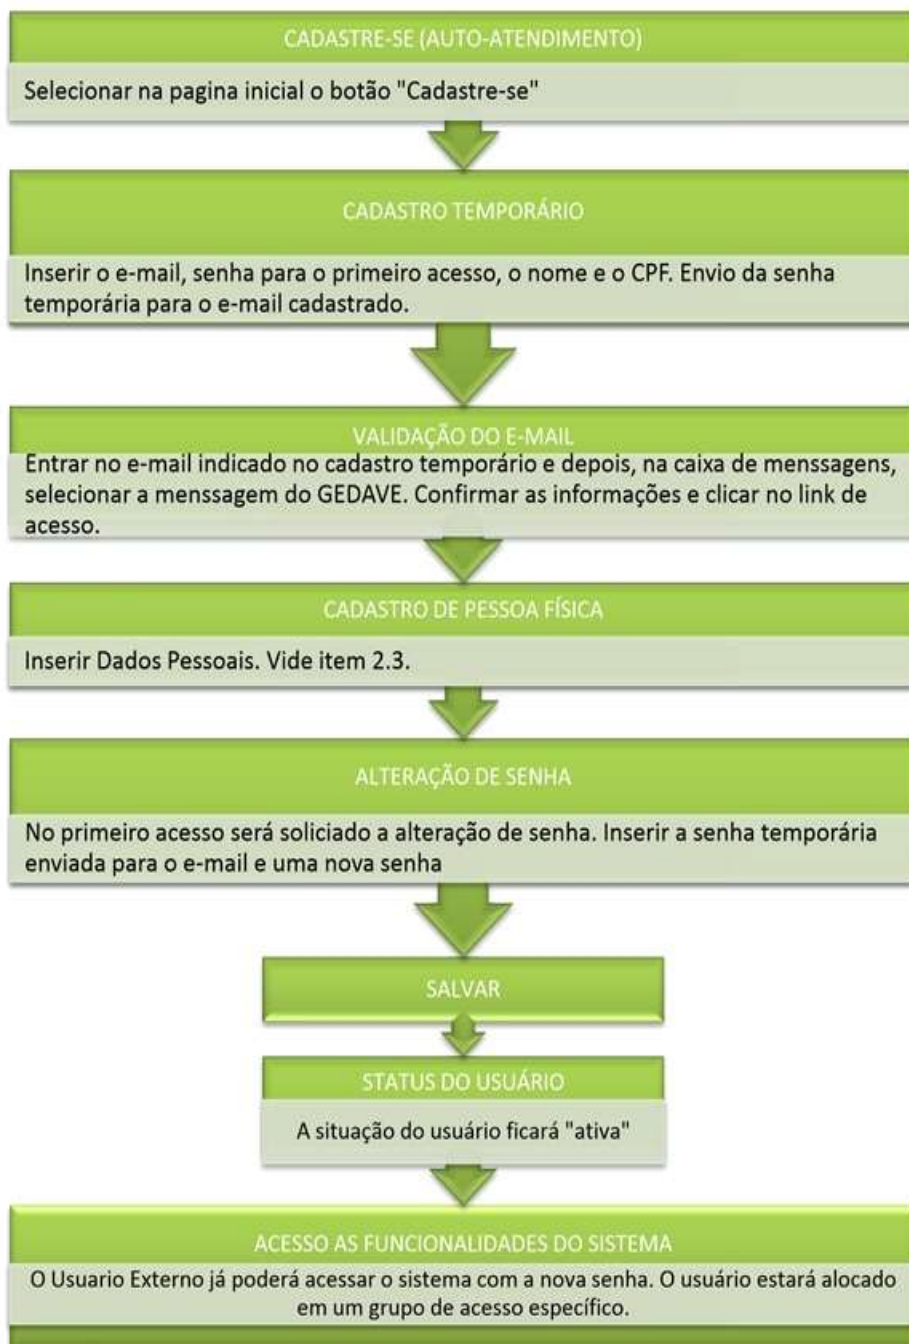 CADASTRE-SE (AUTO-ATENDIMENTO)
Selecionar na pagina inicial o botão "Cadastre-se"
CADASTRO TEMPORÁRIO
Inserir o e-mail, senha para o primeiro acesso, o nome e o CPF. Envio da senha
temporária para o e-mail cadastrado.
VALIDAÇÃO DO E-MAIL
Entrar no e-mail indicado no cadastro temporário e depois, na caixa de menssagens,
selecionar a menssagem do GEDAVE. Confirmar as informações e clicar no link de
acesso.
CADASTRO DE PESSOA FÍSICA
Inserir Dados Pessoais. Vide item 2.3.
ALTERAÇÃO DE SENHA
No primeiro acesso será soliciado a alteração de senha. Inserir a senha temporária
enviada para o e-mail e uma nova senha
SALVAR
STATUS DO USUÁRIO
A situação do usuário ficará "ativa"
ACESSO AS FUNCIONALIDADES DO SISTEMA
O Usuario Externo já poderá acessar o sistema com a nova senha. O usuário estará alocado
em um grupo de acesso específico.